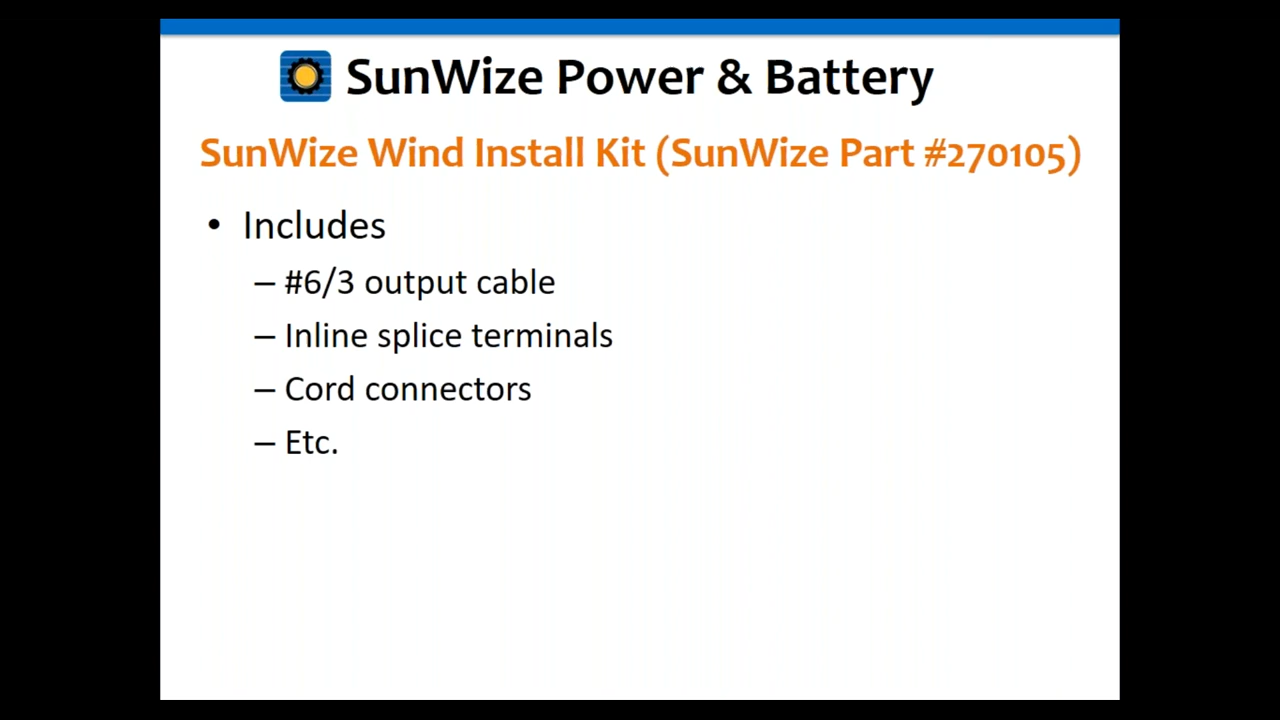 SunWize Power & Battery
SunWize Wind Install Kit (SunWize Part #270105)
• Includes
– #6/3 output cable
– Inline splice terminals
– Cord connectors
– Etc.